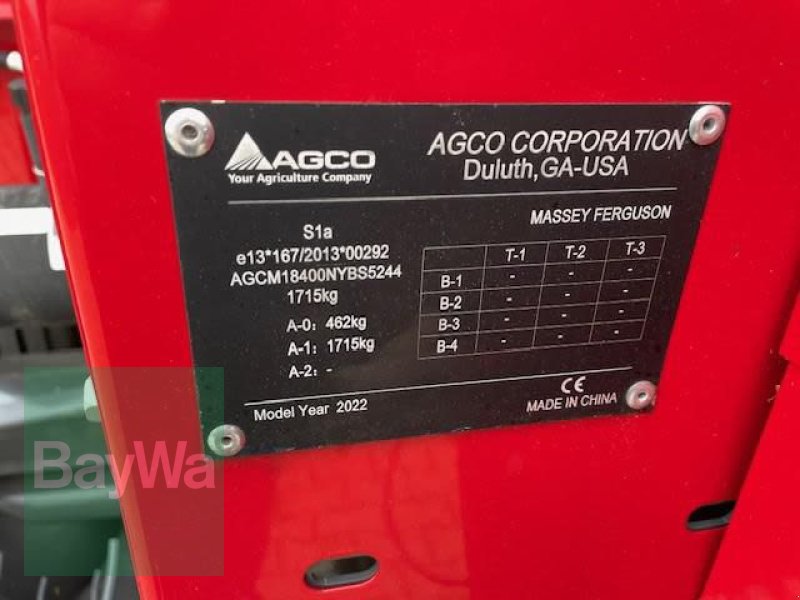 AGCO
Your Agriculture Company
AGCO CORPORATION
Duluth,GA-USA
MASSEY FERGUSON
S1a
e13*167/2013*00292
AGCM18400NYBS5244
1715kg
A-0: 462kg
A-1: 1715kg
A-2: -
T-1 T-2 T-3
B-1 - - -
B-2 - - -
B-3 - - -
B-4 - - -
Model Year 2022
CE
MADE IN CHINA
BayWa